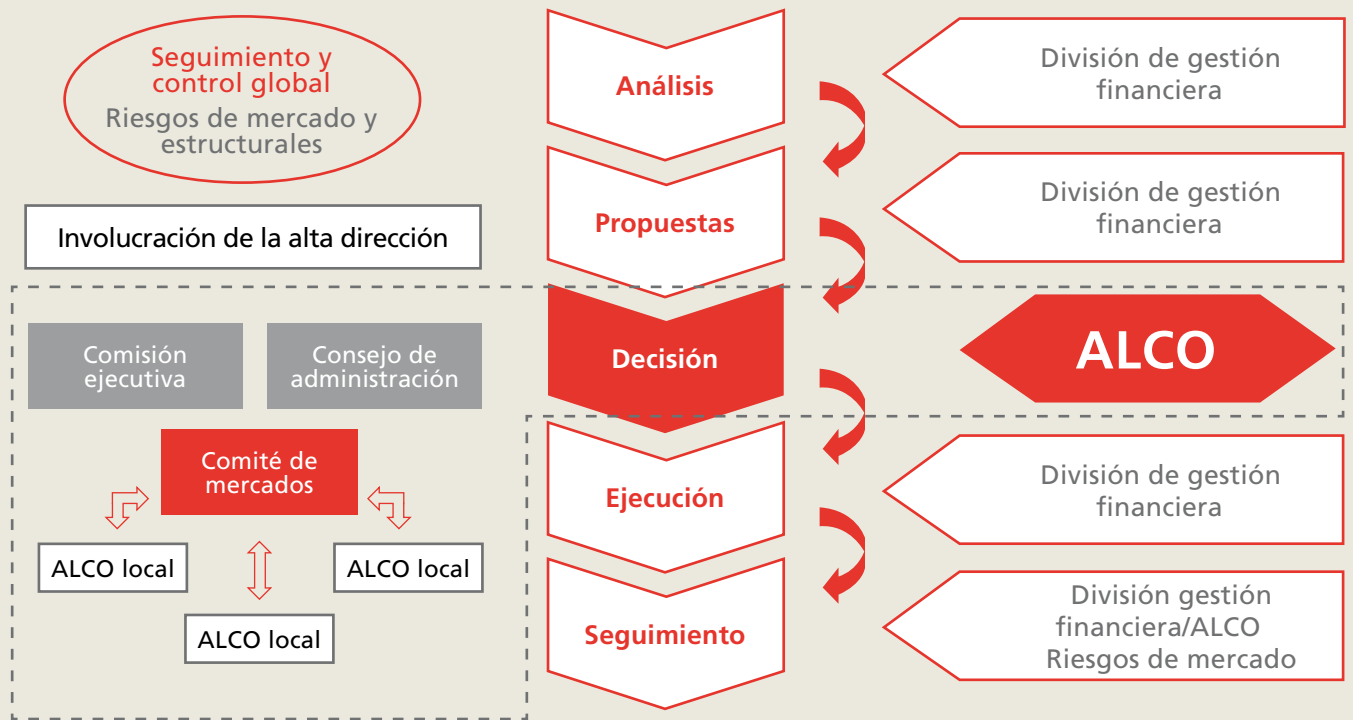 Seguimiento y
control global
Riesgos de mercado y
estructurales
Involucración de la alta dirección
Comisión
ejecutiva
Consejo de
administración
Comité de
mercados
ALCO local
ALCO local
ALCO local
Análisis
Propuestas
Decisión
Ejecución
Seguimiento
División de gestión
financiera
División de gestión
financiera
ALCO
División de gestión
financiera
División gestión
financiera/ALCO
Riesgos de mercado